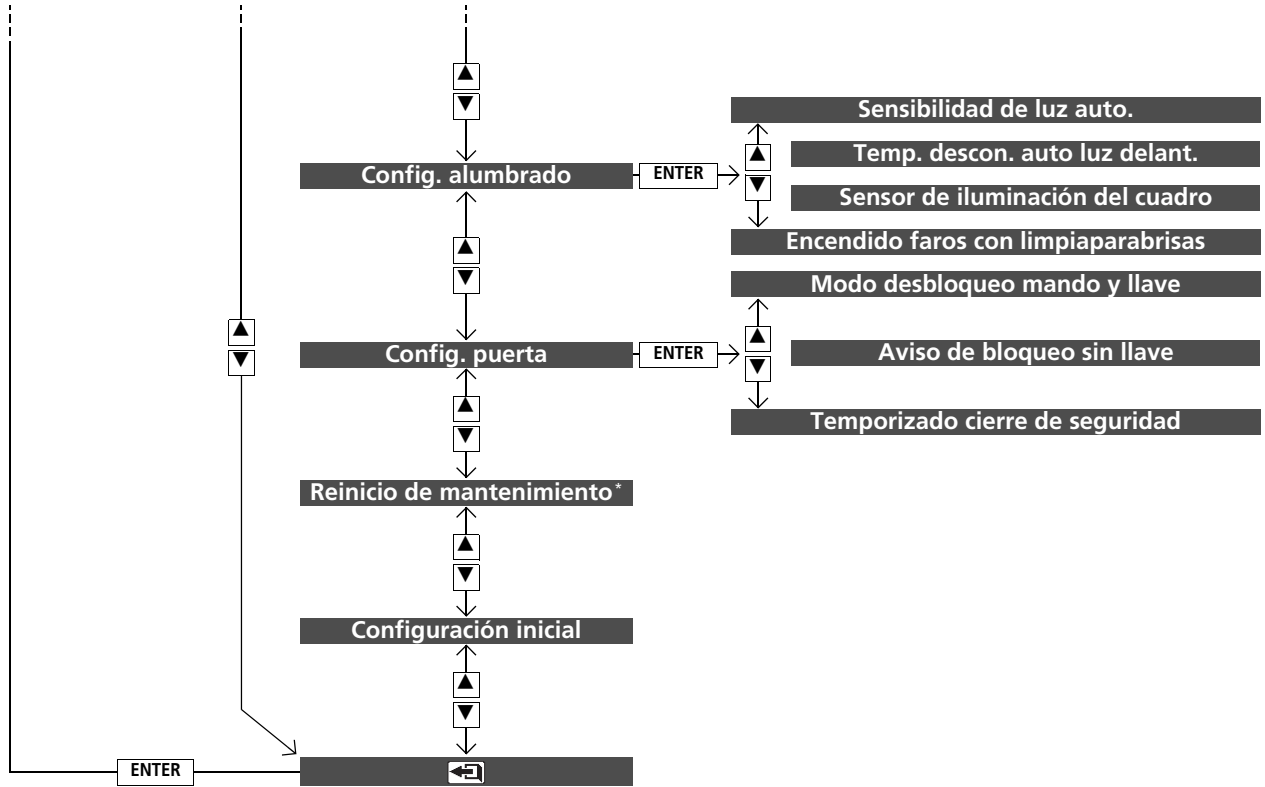 Sensibilidad de luz auto.
Temp. descon. auto luz delant.
Config. alumbrado
ENTER
Sensor de iluminación del cuadro
Encendido faros con limpiaparabrisas
Modo desbloqueo mando y llave
Config. puerta
ENTER
Aviso de bloqueo sin llave
Temporizado cierre de seguridad
Reinicio de mantenimiento*
Configuración inicial
ENTER